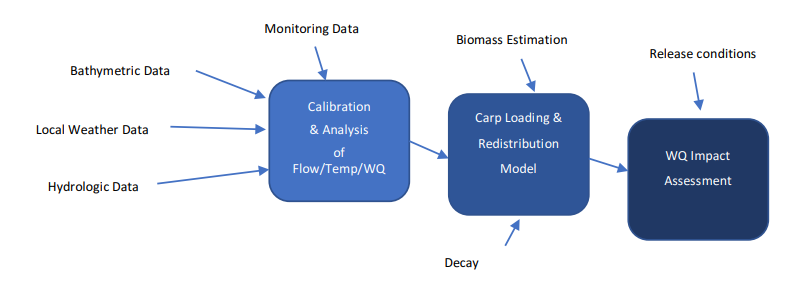 Monitoring Data
Bathymetric Data
Local Weather Data
Hydrologic Data
Calibration
& Analysis
of
Flow/Temp/WQ
Biomass Estimation
Carp Loading &
Redistribution
Model
Decay
Release conditions
WQ Impact
Assessment